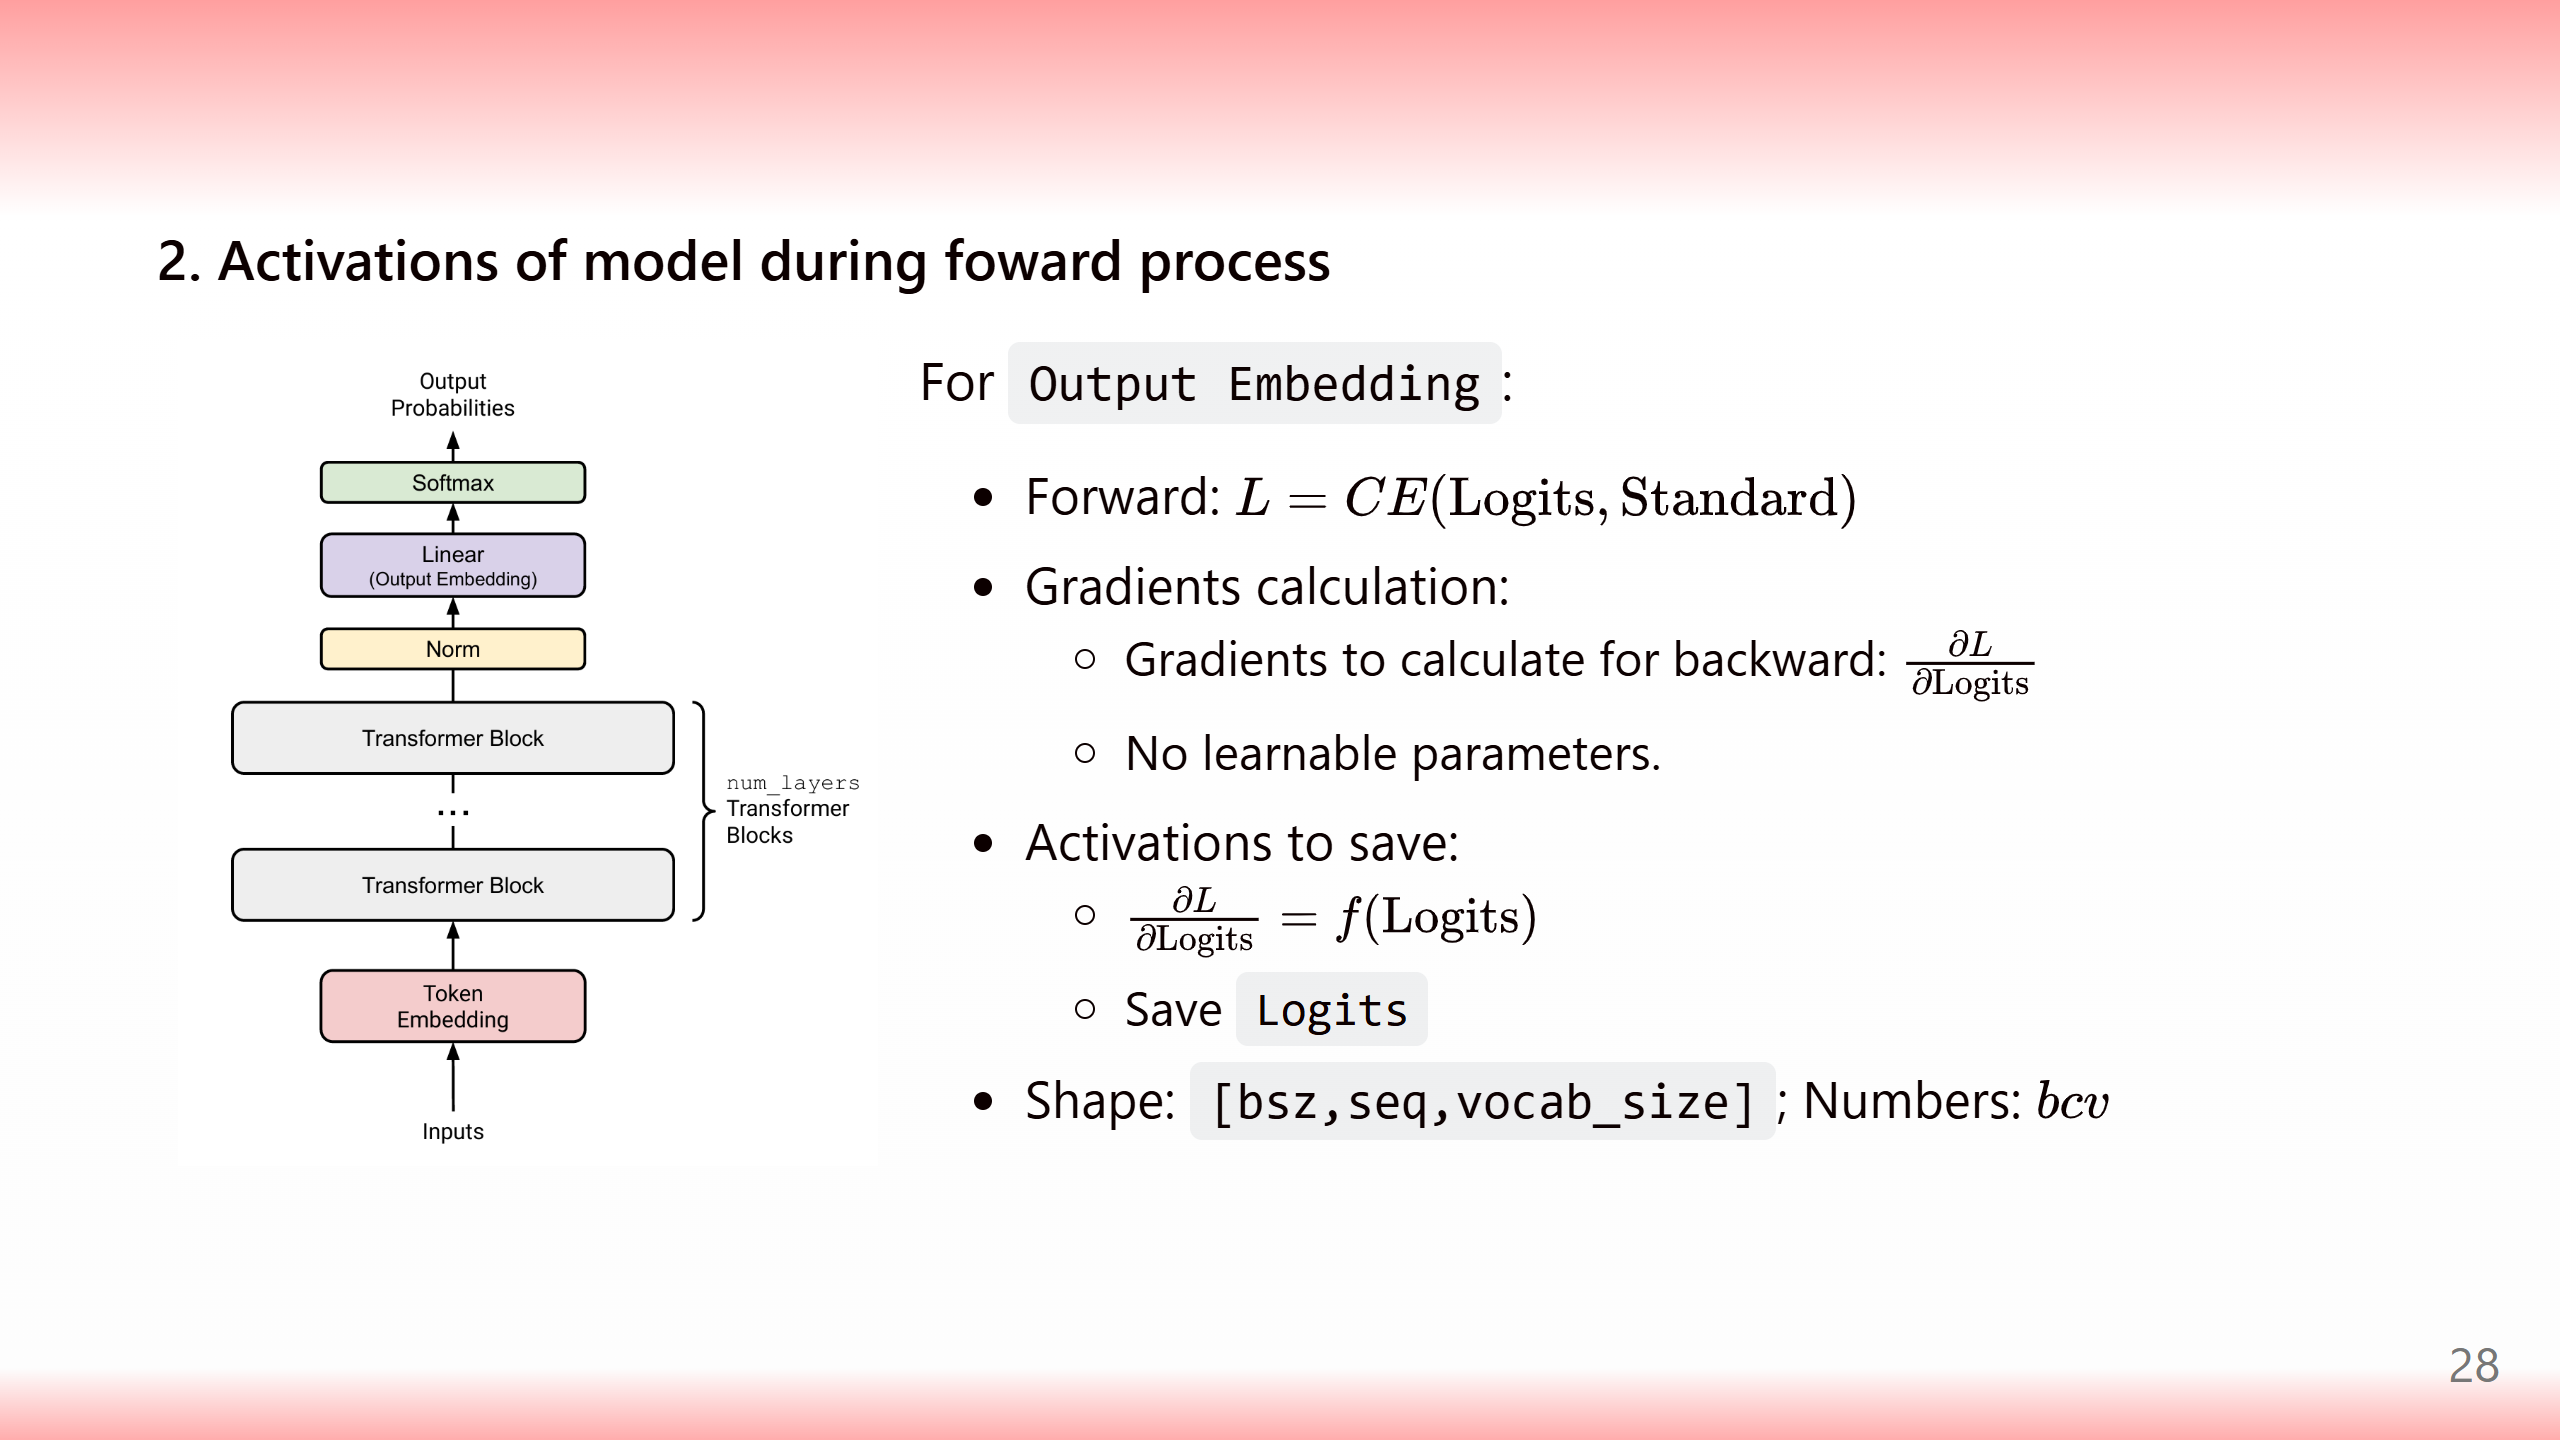 2. Activations of model during foward process
Output
Probabilities
Softmax
Linear
(Output Embedding)
Norm
Transformer Block
...
Transformer Block
num_layers
Transformer
Blocks
Token
Embedding
Inputs
For Output Embedding :
• Forward: L = CE(Logits, Standard)
• Gradients calculation:
○ Gradients to calculate for backward: ∂L/∂Logits
○ No learnable parameters.
• Activations to save:
○ ∂L/∂Logits = f(Logits)
○ Save Logits
• Shape: [bsz,seq,vocab_size] ; Numbers: bcv
28